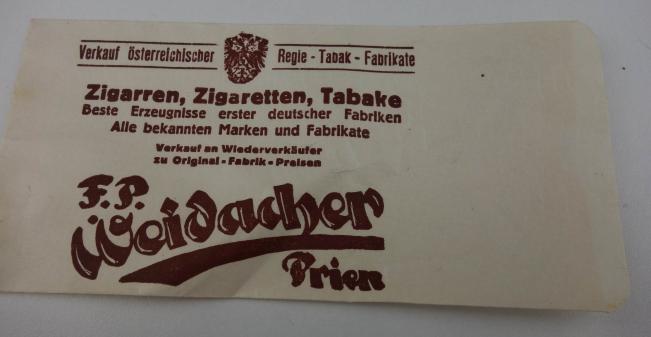 Verkauf österreichischer Regie - Tabak - Fabrikate
Zigarren, Zigaretten, Tabake
Beste Erzeugnisse erster deutscher Fabriken
Alle bekannten Marken und Fabrikate
Verkauf an Wiederverkäufer
zu Original - Fabrik - Preisen
F. P.
Weidacher
Prien